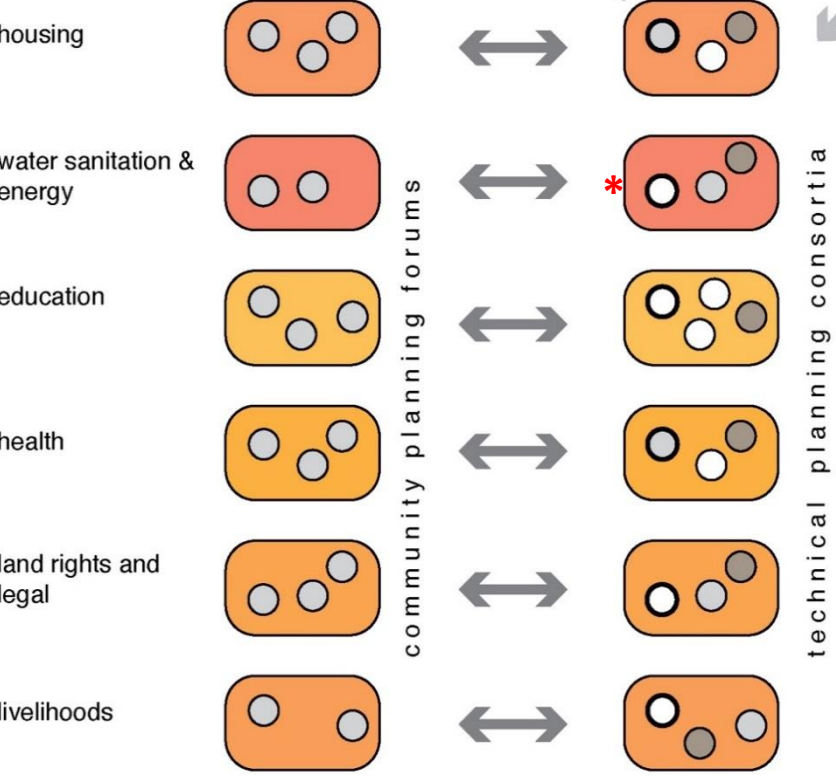 housing
water sanitation &
energy
*
education
health
land rights and
legal
livelihoods
community planning forums
technical planning consortia